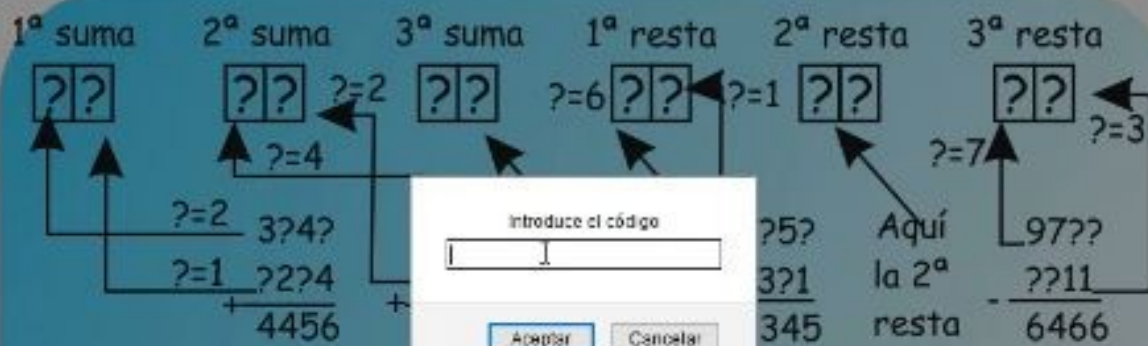 1ª suma 2ª suma 3ª suma 1ª resta 2ª resta 3ª resta
?? ?? ?=2 ?? ?=6 ?? ?=1 ?? ??
?=4 ?=7 ?=3
Introduce el código
?=2 3?4? ?5? Aquí 97??
?=1 ?2?4 3?1 la 2ª ??11
+ 4456 + 345 resta - 6466
Aceptar Cancelar